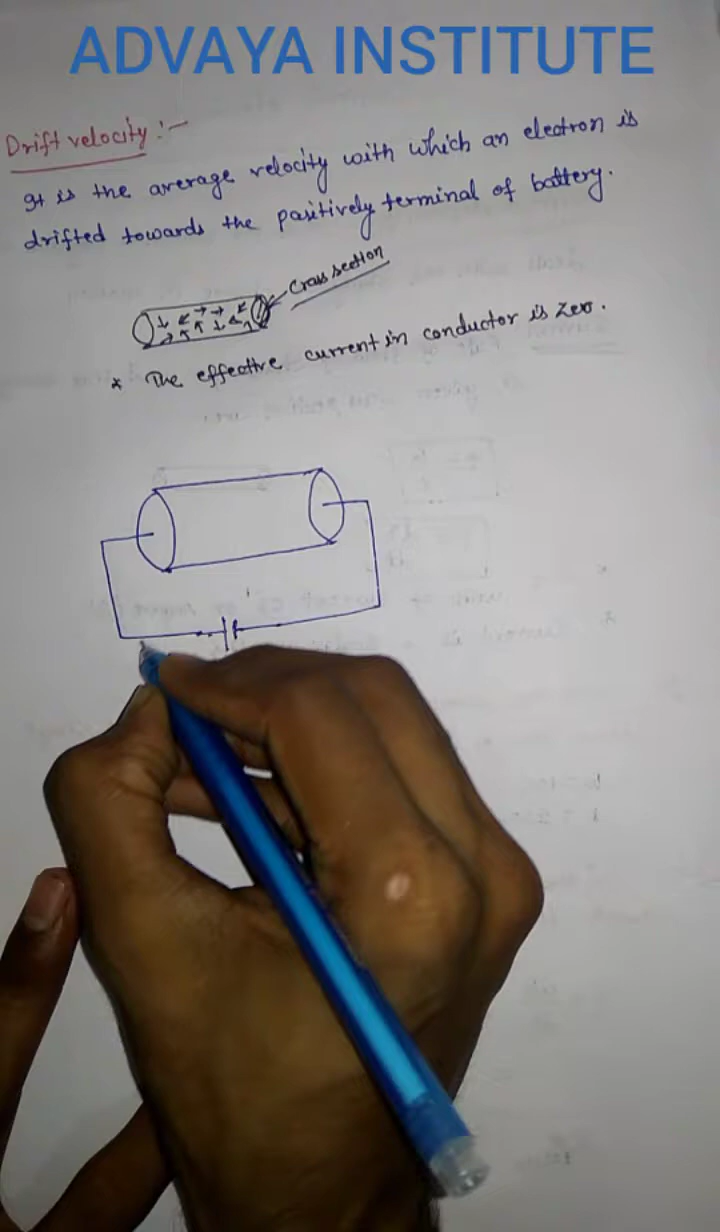 ADVAYA INSTITUTE
Drift velocity :-
It is the average velocity with which an electron is
drifted towards the pasitively terminal of battery.
Cross section
* The effective current in conductor is zero.